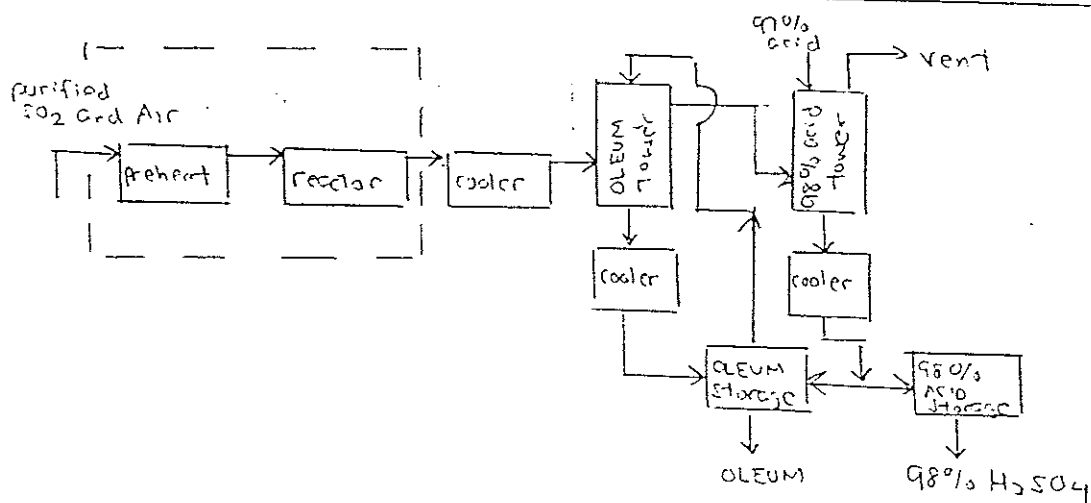 97%
acid
vent
purified
SO2 and Air
preheat
reactor
cooler
OLEUM
Tower
98% acid
tower
cooler
cooler
OLEUM
storage
98%
ACID
storage
OLEUM
98% H2SO4